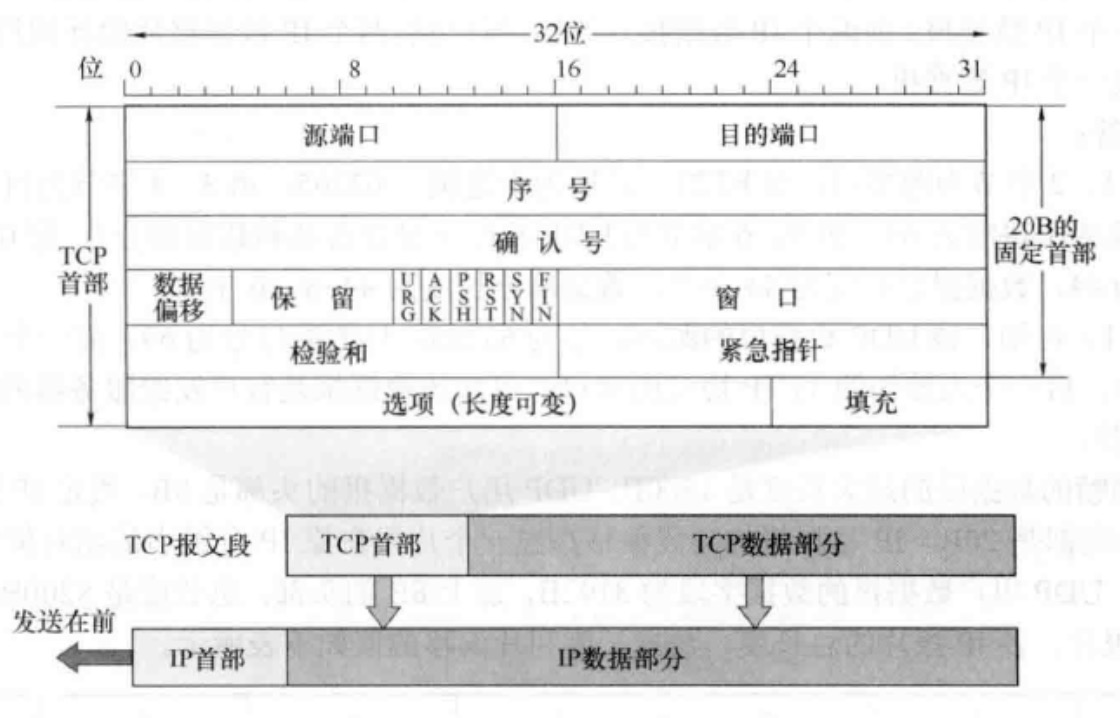 32位
位 0 8 16 24 31
源端口 目的端口
序 号
确 认 号
TCP
首部
20B的
固定首部
数据
偏移
保 留
URG
ACK
PSH
RST
SYN
FIN
窗 口
检验和 紧急指针
选项（长度可变） 填充
TCP报文段 TCP首部 TCP数据部分
发送在前
IP首部 IP数据部分